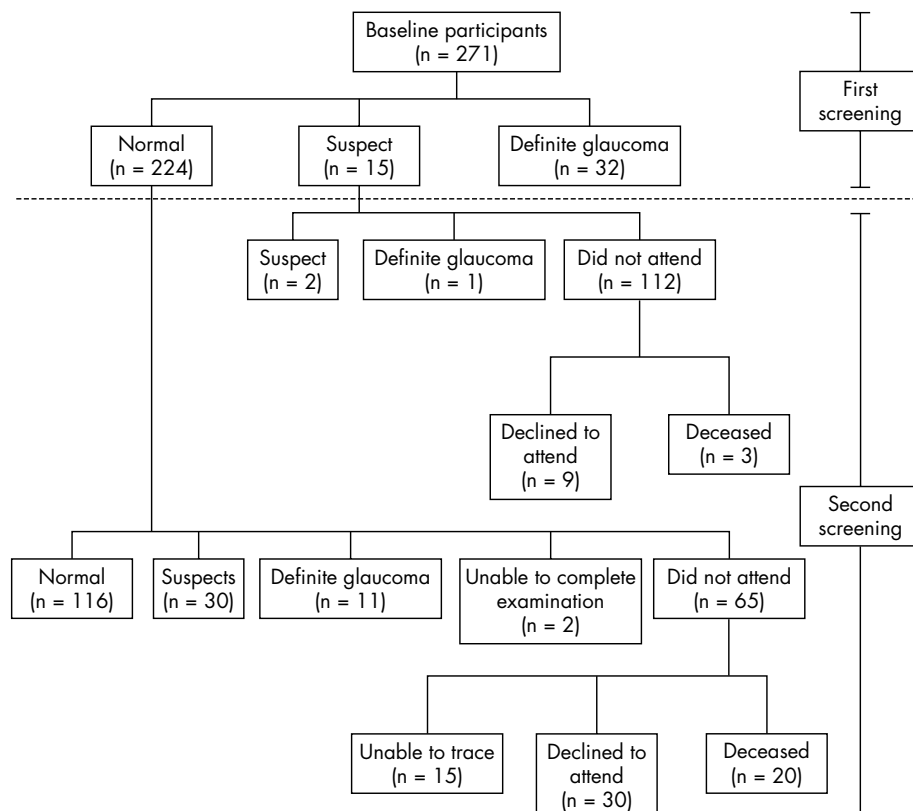 Baseline participants
(n = 271)
First
screening
Normal
(n = 224)
Suspect
(n = 15)
Definite glaucoma
(n = 32)
Suspect
(n = 2)
Definite glaucoma
(n = 1)
Did not attend
(n = 112)
Declined to
attend
(n = 9)
Deceased
(n = 3)
Second
screening
Normal
(n = 116)
Suspects
(n = 30)
Definite glaucoma
(n = 11)
Unable to complete
examination
(n = 2)
Did not attend
(n = 65)
Unable to trace
(n = 15)
Declined to
attend
(n = 30)
Deceased
(n = 20)